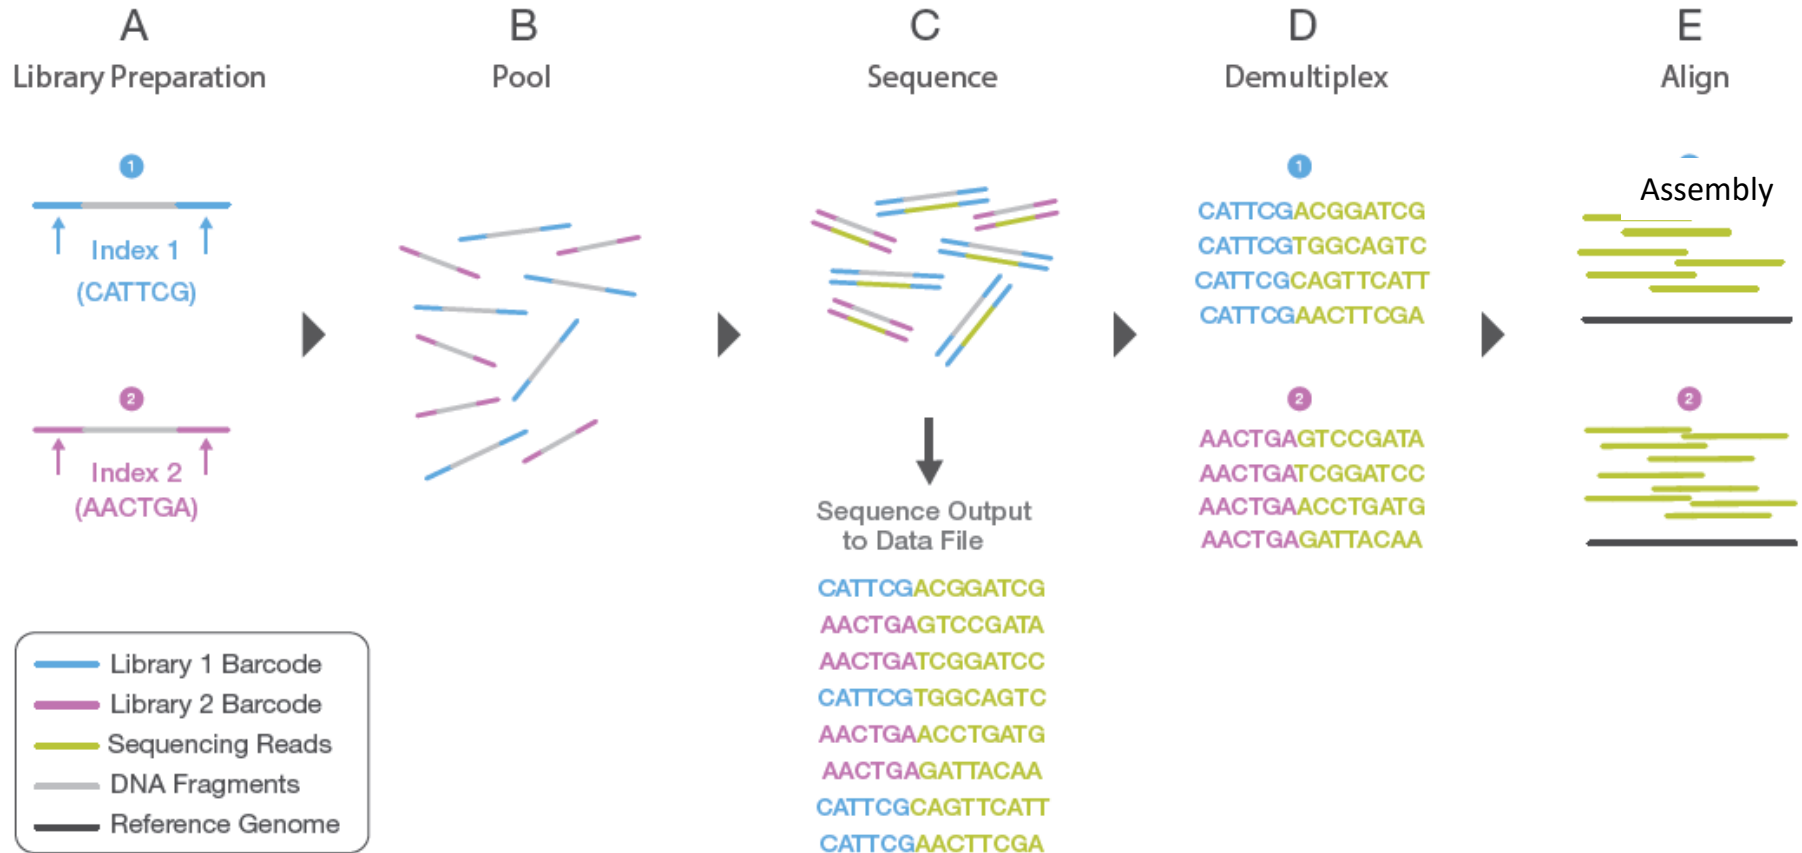 A
Library Preparation
1
Index 1
(CATTCG)
2
Index 2
(AACTGA)
Library 1 Barcode
Library 2 Barcode
Sequencing Reads
DNA Fragments
Reference Genome
B
Pool
C
Sequence
Sequence Output
to Data File
CATTCGACGGATCG
AACTGAGTCCGATA
AACTGATCGGATCC
CATTCGTGGCAGTC
AACTGAACCTGATG
AACTGAGATTACAA
CATTCGCAGTTCATT
CATTCGAACTTCGA
D
Demultiplex
1
CATTCGACGGATCG
CATTCGTGGCAGTC
CATTCGCAGTTCATT
CATTCGAACTTCGA
2
AACTGAGTCCGATA
AACTGATCGGATCC
AACTGAACCTGATG
AACTGAGATTACAA
E
Align
Assembly
2